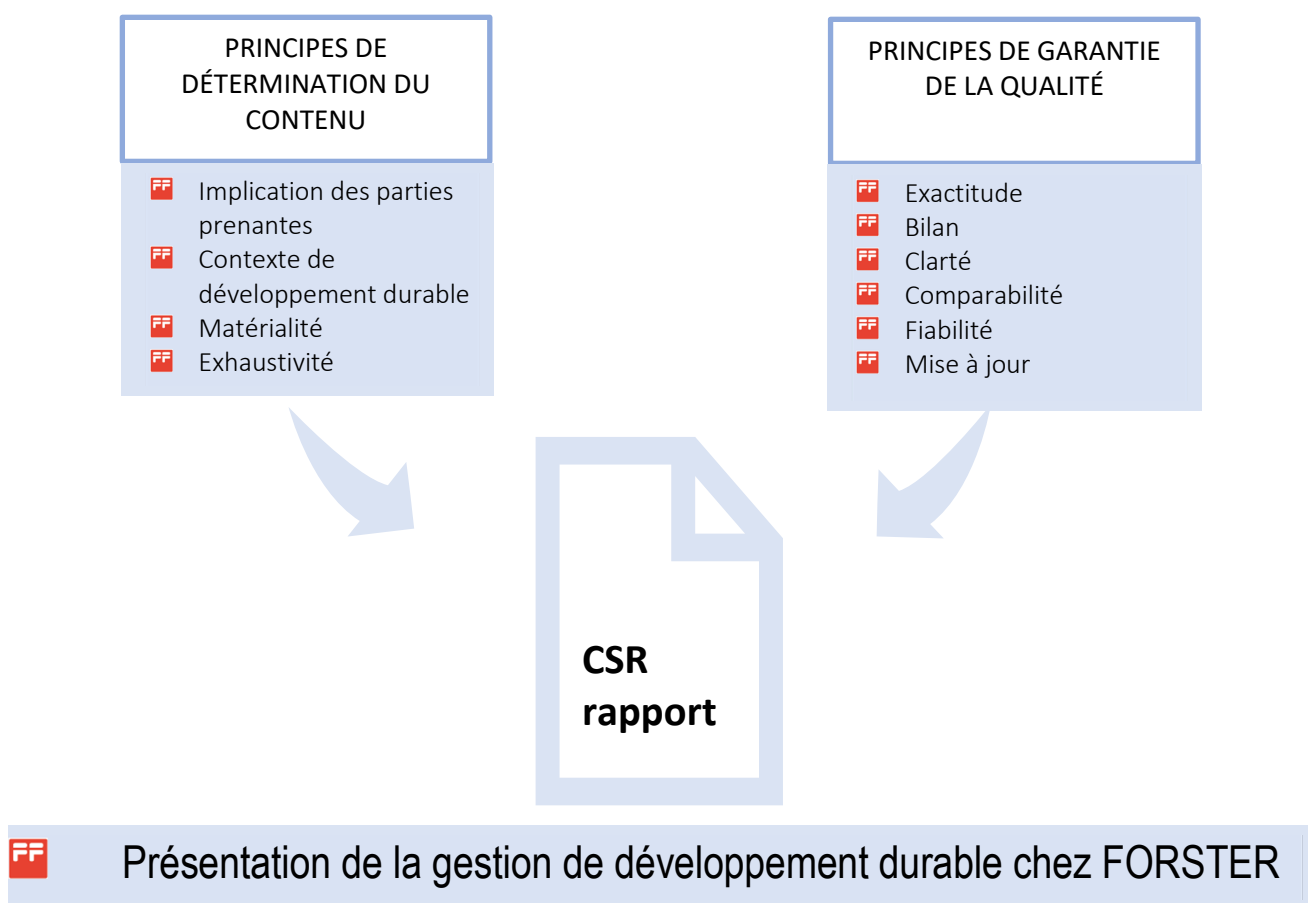 PRINCIPES DE
DÉTERMINATION DU
CONTENU
Implication des parties
prenantes
Contexte de
développement durable
Matérialité
Exhaustivité
PRINCIPES DE GARANTIE
DE LA QUALITÉ
Exactitude
Bilan
Clarté
Comparabilité
Fiabilité
Mise à jour
CSR
rapport
Présentation de la gestion de développement durable chez FORSTER